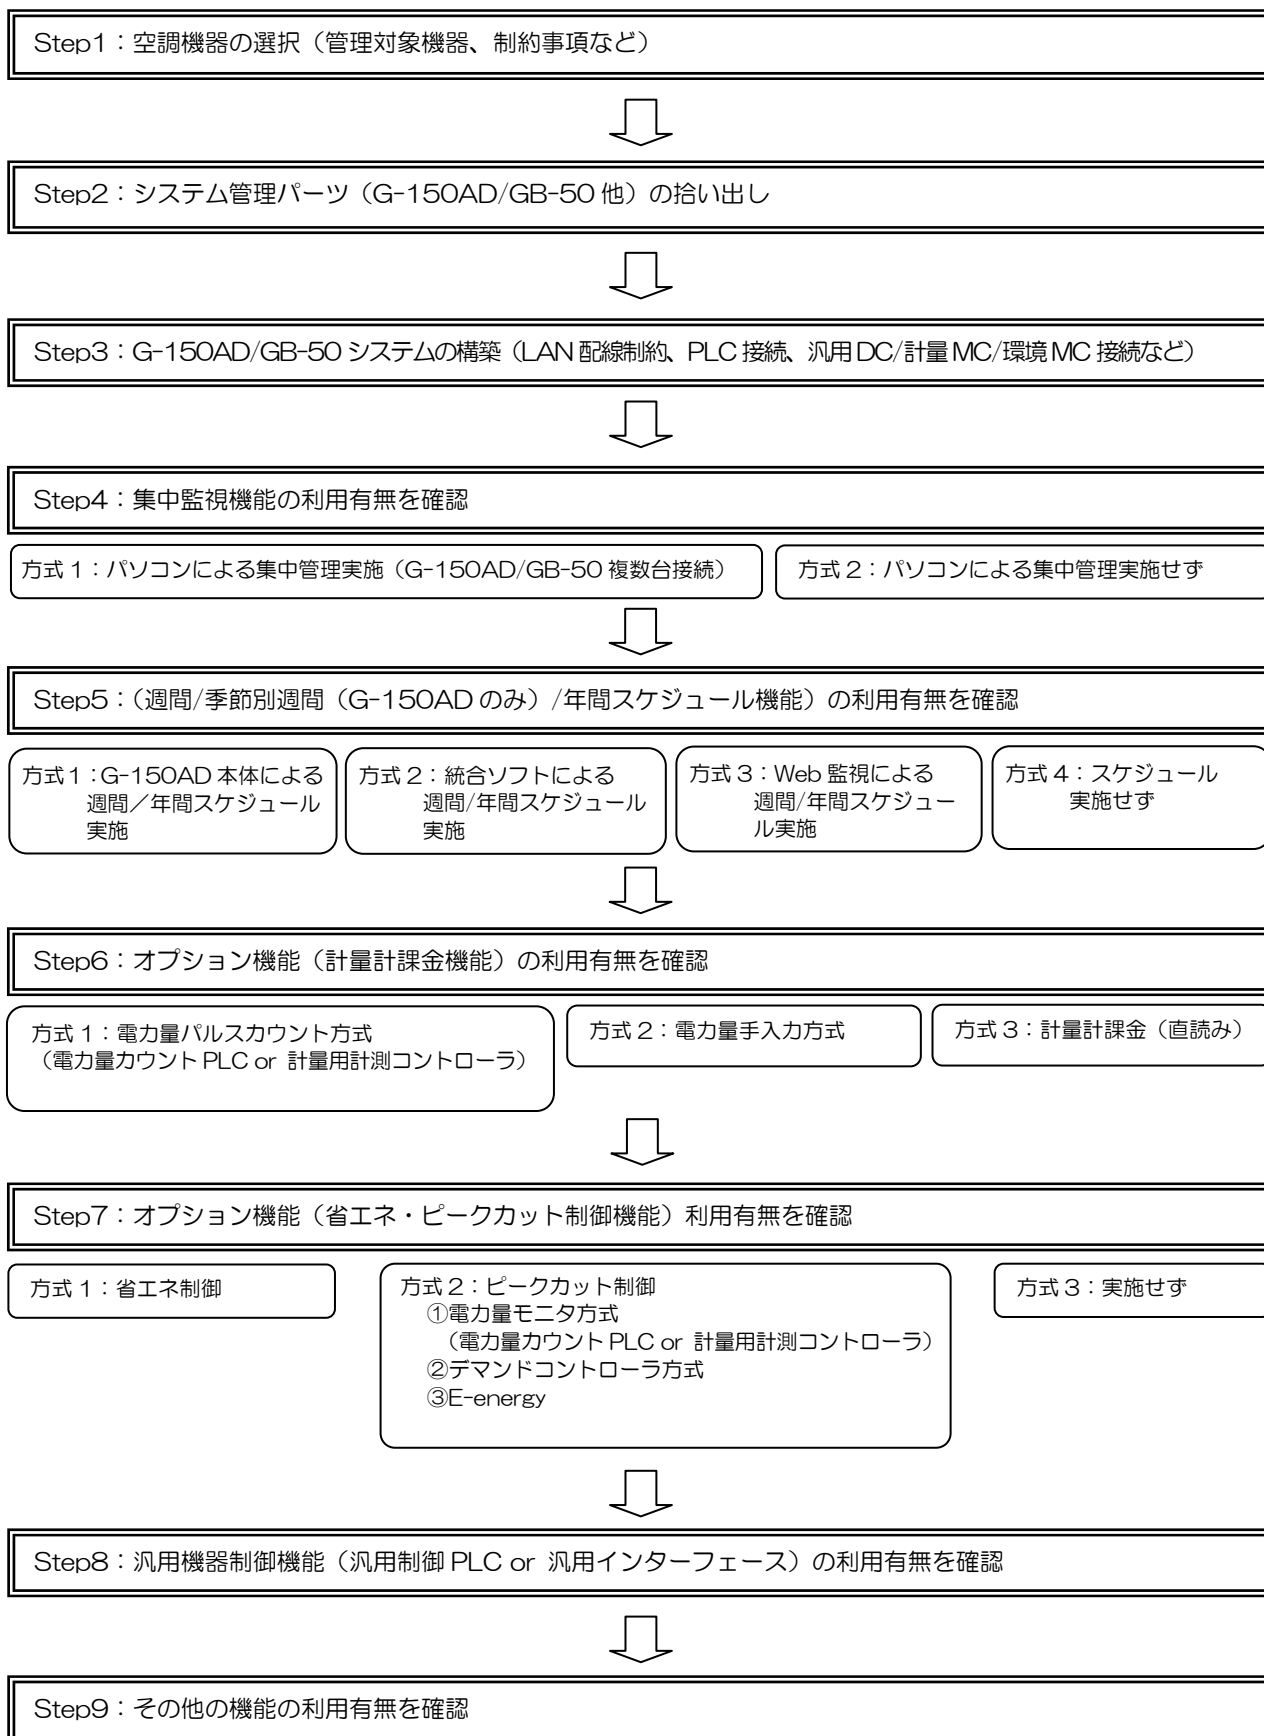 Step1：空調機器の選択（管理対象機器、制約事項など）
Step2：システム管理パーツ（G-150AD/GB-50 他）の拾い出し
Step3：G-150AD/GB-50 システムの構築（LAN 配線制約、PLC 接続、汎用 DC/計量 MC/環境 MC 接続など）
Step4：集中監視機能の利用有無を確認
方式 1：パソコンによる集中管理実施（G-150AD/GB-50 複数台接続）
方式 2：パソコンによる集中管理実施せず
Step5：（週間/季節別週間（G-150AD のみ）/年間スケジュール機能）の利用有無を確認
方式 1：G-150AD 本体による
週間／年間スケジュール
実施
方式 2：統合ソフトによる
週間/年間スケジュール
実施
方式 3：Web 監視による
週間/年間スケジュー
ル実施
方式 4：スケジュール
実施せず
Step6：オプション機能（計量計課金機能）の利用有無を確認
方式 1：電力量パルスカウント方式
（電力量カウント PLC or 計量用計測コントローラ）
方式 2：電力量手入力方式
方式 3：計量計課金（直読み）
Step7：オプション機能（省エネ・ピークカット制御機能）利用有無を確認
方式 1：省エネ制御
方式 2：ピークカット制御
①電力量モニタ方式
（電力量カウント PLC or 計量用計測コントローラ）
②デマンドコントローラ方式
③E-energy
方式 3：実施せず
Step8：汎用機器制御機能（汎用制御 PLC or 汎用インターフェース）の利用有無を確認
Step9：その他の機能の利用有無を確認